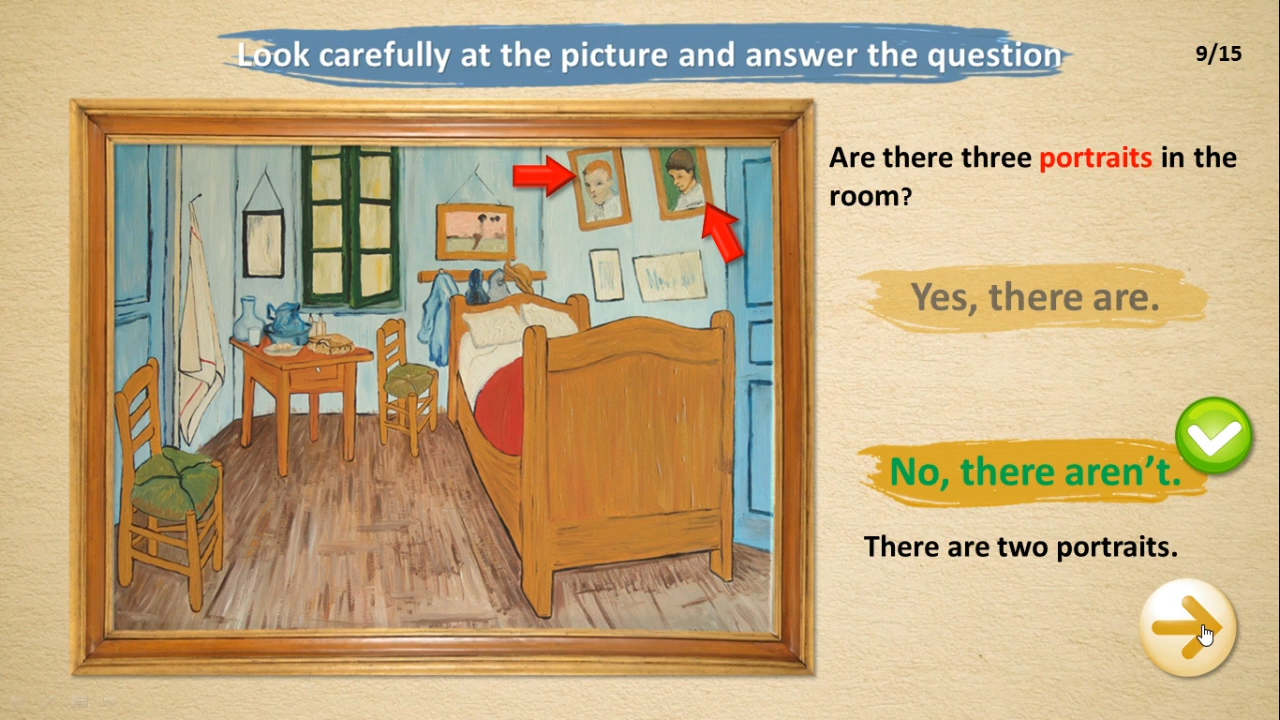 Look carefully at the picture and answer the question
9/15
Are there three portraits in the
room?
Yes, there are.
No, there aren’t.
There are two portraits.